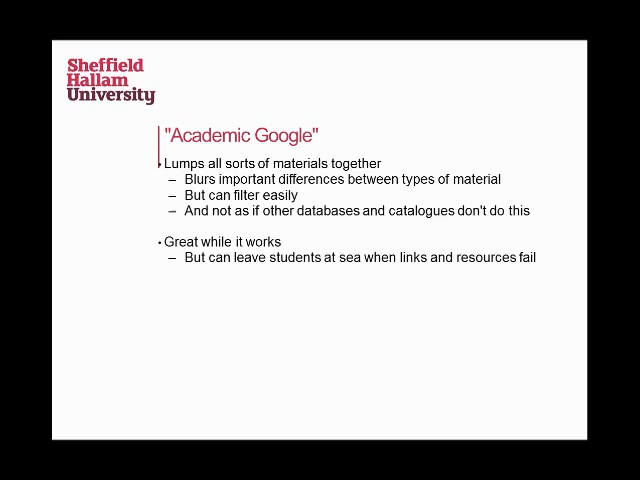 Sheffield
Hallam
University
"Academic Google"
• Lumps all sorts of materials together
– Blurs important differences between types of material
– But can filter easily
– And not as if other databases and catalogues don't do this
• Great while it works
– But can leave students at sea when links and resources fail